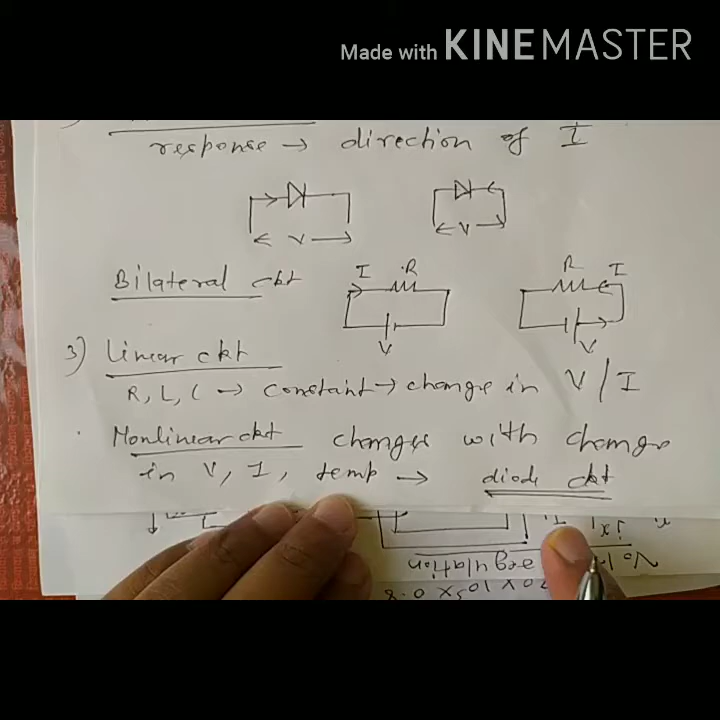 Made with KINEMASTER
response → direction of I
V V
Bilateral ckt I R R I
V V
3) Linear ckt
R, L, C → constant → change in V/I
Nonlinear ckt changes with change
in V, I, temp → diode ckt
regulation